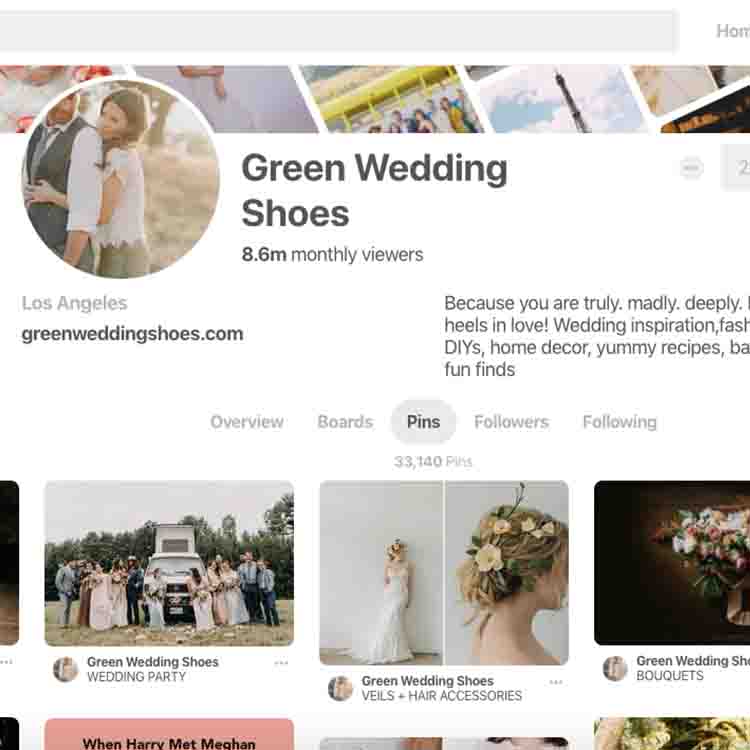 Green Wedding
Shoes
8.6m monthly viewers
Los Angeles
greenweddingshoes.com
Because you are truly. madly. deeply.
heels in love! Wedding inspiration,fash
DIYs, home decor, yummy recipes, ba
fun finds
Overview Boards Pins Followers Following
33,140 Pins
Green Wedding Shoes
WEDDING PARTY
Green Wedding Shoes
VEILS + HAIR ACCESSORIES
Green Wedding Sho
BOUQUETS
When Harry Met Meghan